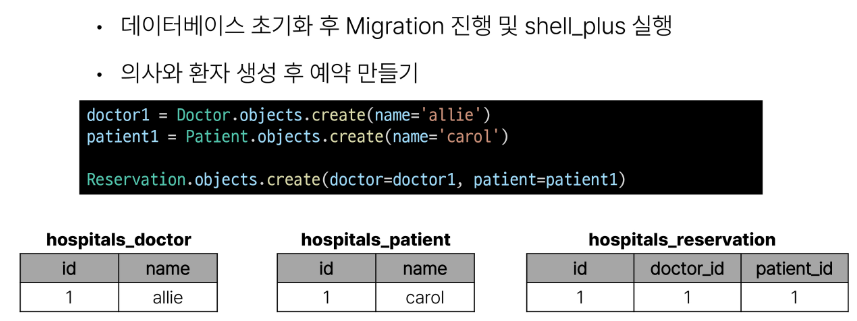 • 데이터베이스 초기화 후 Migration 진행 및 shell_plus 실행
• 의사와 환자 생성 후 예약 만들기
doctor1 = Doctor.objects.create(name='allie')
patient1 = Patient.objects.create(name='carol')
Reservation.objects.create(doctor=doctor1, patient=patient1)
hospitals_doctor hospitals_patient hospitals_reservation
id name id name id doctor_id patient_id
1 allie 1 carol 1 1 1